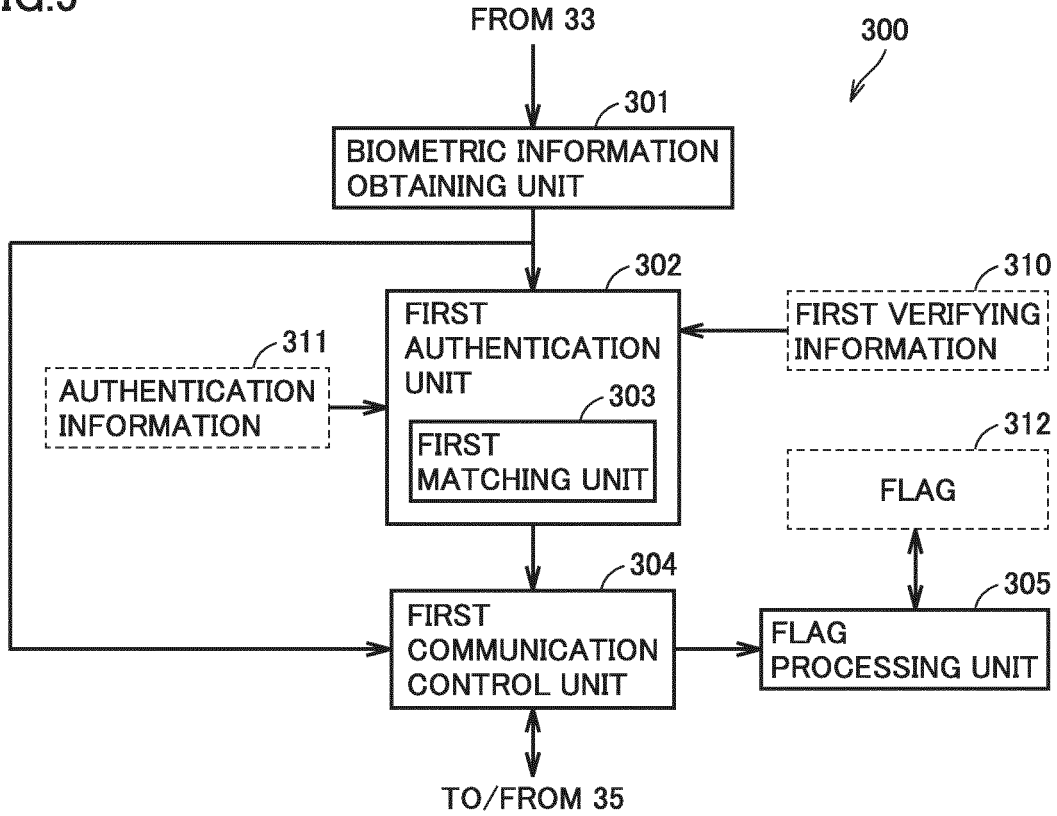 FROM 33
300
301
BIOMETRIC INFORMATION
OBTAINING UNIT
302
FIRST
AUTHENTICATION
UNIT
310
FIRST VERIFYING
INFORMATION
311
AUTHENTICATION
INFORMATION
303
FIRST
MATCHING UNIT
312
FLAG
304
FIRST
COMMUNICATION
CONTROL UNIT
305
FLAG
PROCESSING UNIT
TO/FROM 35